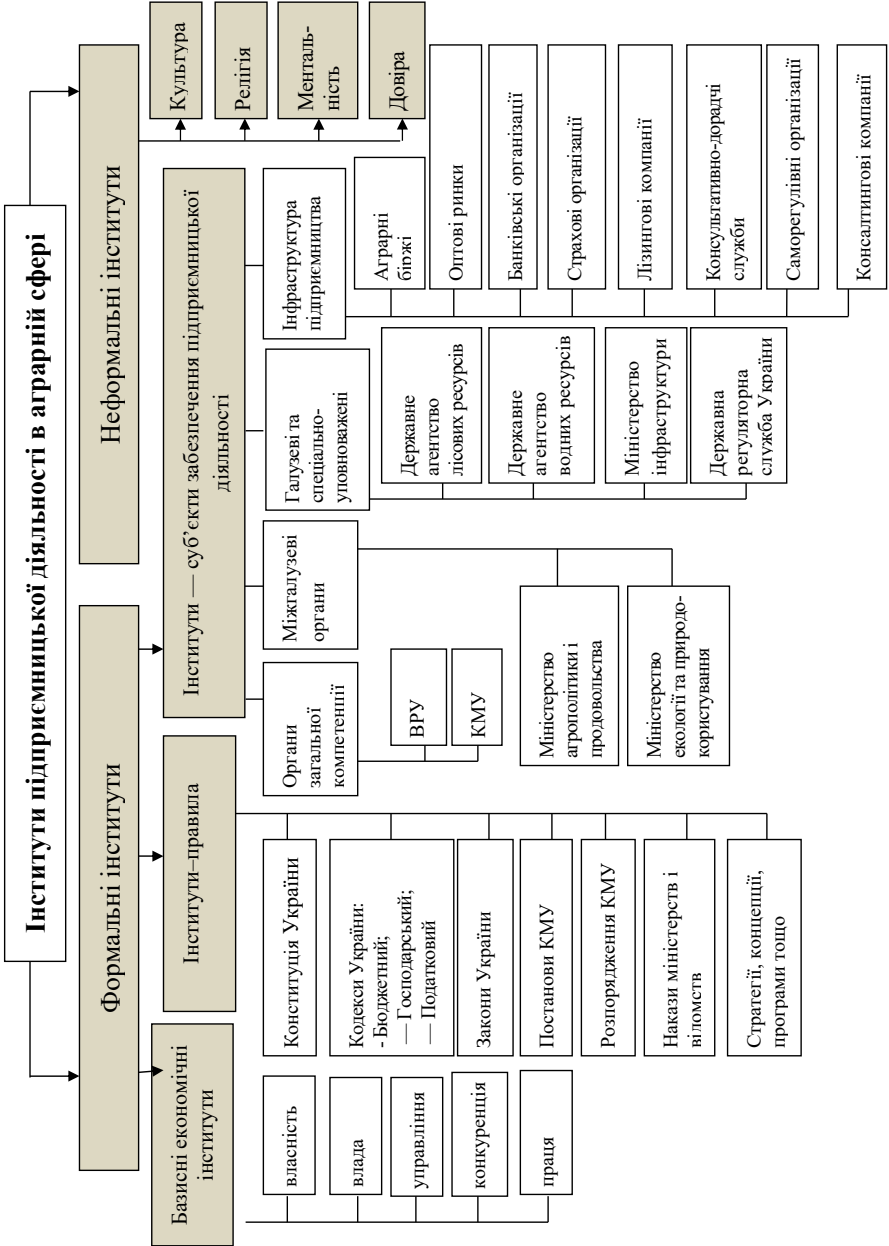 Інститути підприємницької діяльності в аграрній сфері
Формальні інститути
Неформальні інститути
Базисні економічні
інститути
власність
влада
управління
конкуренція
праця
Інститути–правила
Конституція України
Кодекси України:
- Бюджетний;
— Господарський;
— Податковий
Закони України
Постанови КМУ
Розпорядження КМУ
Накази міністерств і
віломств
Стратегії, концепції,
програми тощо
Інститути — суб’єкти забезпечення підприємницької
діяльності
Органи
загальної
компетенції
ВРУ
КМУ
Міжгалузеві
органи
Міністерство
агрополітики і
продовольства
Міністерство
екології та природо-
користування
Галузеві та
спеціально-
уповноважені
Державне
агентство
лісових ресурсів
Державне
агентство
водних ресурсів
Міністерство
інфраструктури
Державна
регуляторна
служба України
Інфраструктура
підприємництва
Аграрні
біржі
Оптові ринки
Банківські організації
Страхові організації
Лізингові компанії
Консультативно-дорадчі
служби
Саморегулівні організації
Консалтингові компанії
Культура
Релігія
Менталь-
ність
Довіра